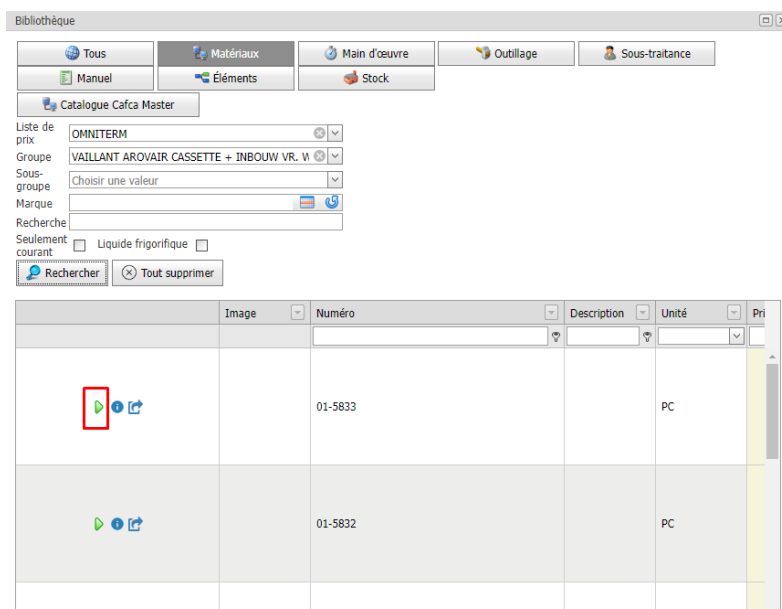 Bibliothèque
Tous
Matériaux
Main d'œuvre
Outillage
Sous-traitance
Manuel
Éléments
Stock
Catalogue Cafca Master
Liste de prix
OMNITERM
Groupe
VAILLANT AROVAIR CASSETTE + INBOUW VR. W
Sous-groupe
Choisir une valeur
Marque
Recherche
Seulement courant
Liquide frigorifique
Rechercher
Tout supprimer
Image
Numéro
Description
Unité
Pri
01-5833
PC
01-5832
PC